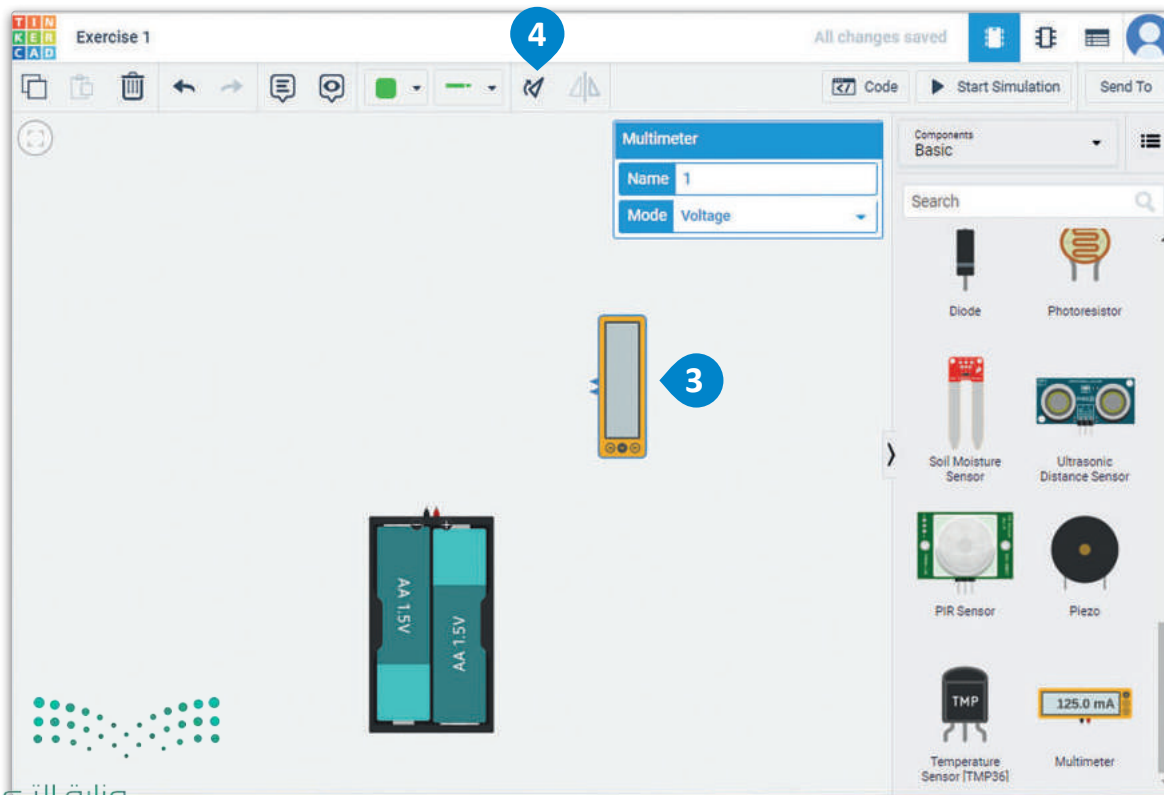 TIN
KER
CAD
Exercise 1
4
All changes saved
Code
Start Simulation
Send To
Multimeter
Name 1
Mode Voltage
Components
Basic
Search
Diode
Photoresistor
3
Soil Moisture
Sensor
Ultrasonic
Distance Sensor
PIR Sensor
Piezo
AA 1.5V
AA 1.5V
TMP
125.0 mA
Temperature
Sensor [TMP36]
Multimeter